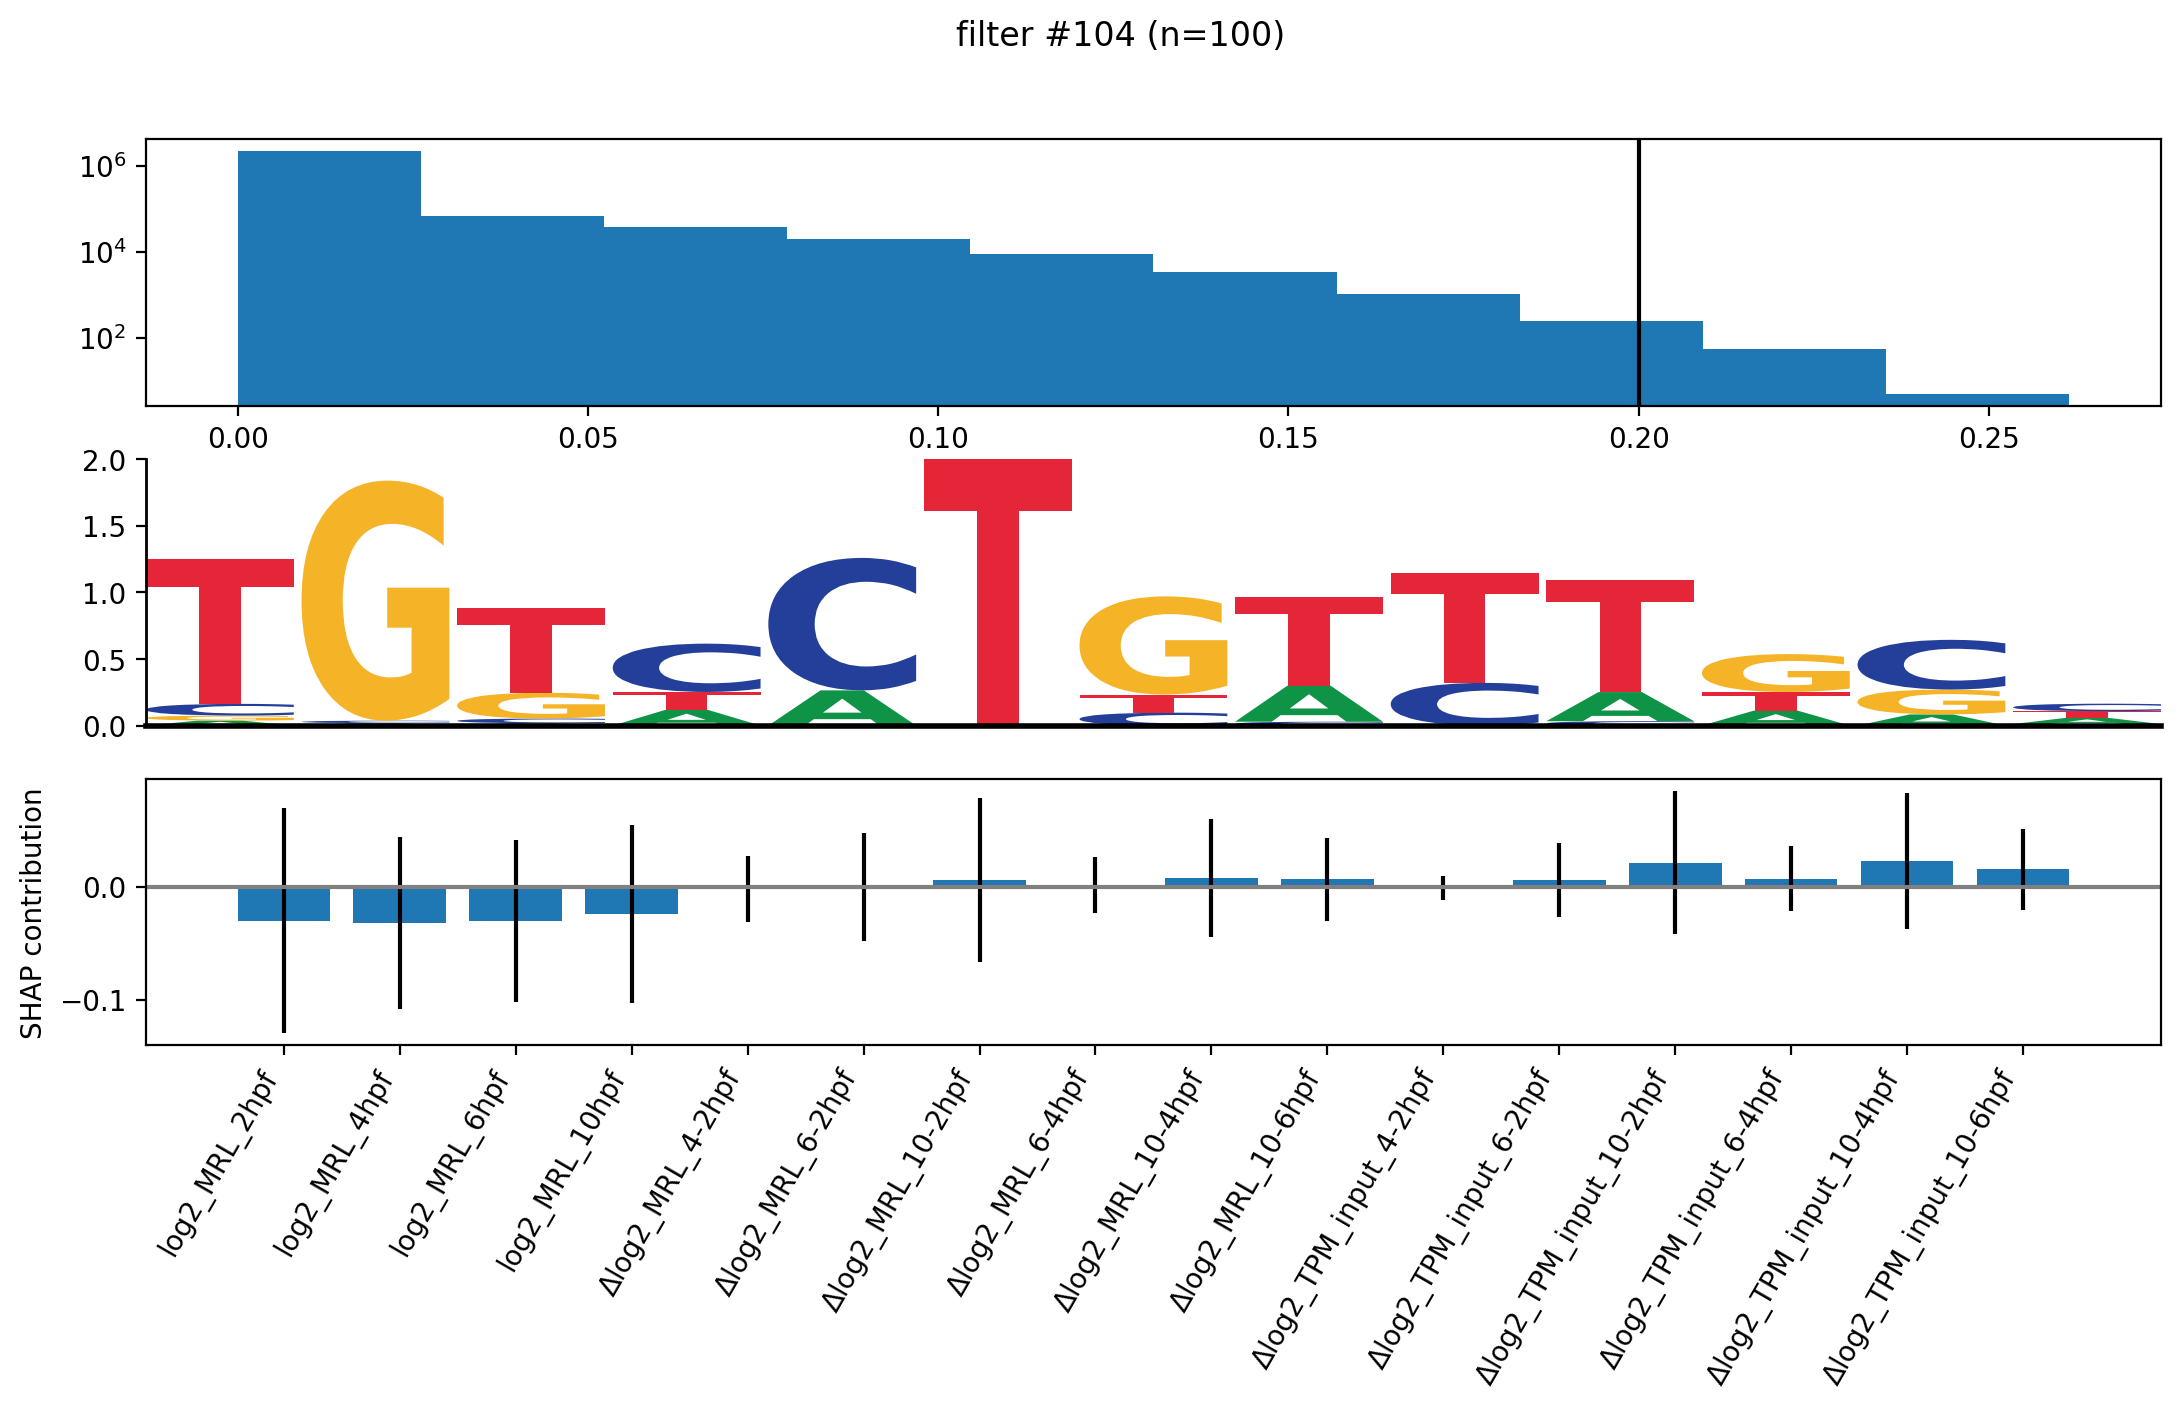 filter #104 (n=100)
10⁶
10⁴
10²
0.00 0.05 0.10 0.15 0.20 0.25
2.0
1.5
1.0
0.5
0.0
T G T C C T G T T T G C C
C G G T A T A C A T G T
G C C A C C A A A
A
SHAP contribution
0.0
−0.1
log2_MRL_2hpf
log2_MRL_4hpf
log2_MRL_6hpf
log2_MRL_10hpf
Δlog2_MRL_4-2hpf
Δlog2_MRL_6-2hpf
Δlog2_MRL_10-2hpf
Δlog2_MRL_6-4hpf
Δlog2_MRL_10-4hpf
Δlog2_MRL_10-6hpf
Δlog2_TPM_input_4-2hpf
Δlog2_TPM_input_6-2hpf
Δlog2_TPM_input_10-2hpf
Δlog2_TPM_input_6-4hpf
Δlog2_TPM_input_10-4hpf
Δlog2_TPM_input_10-6hpf